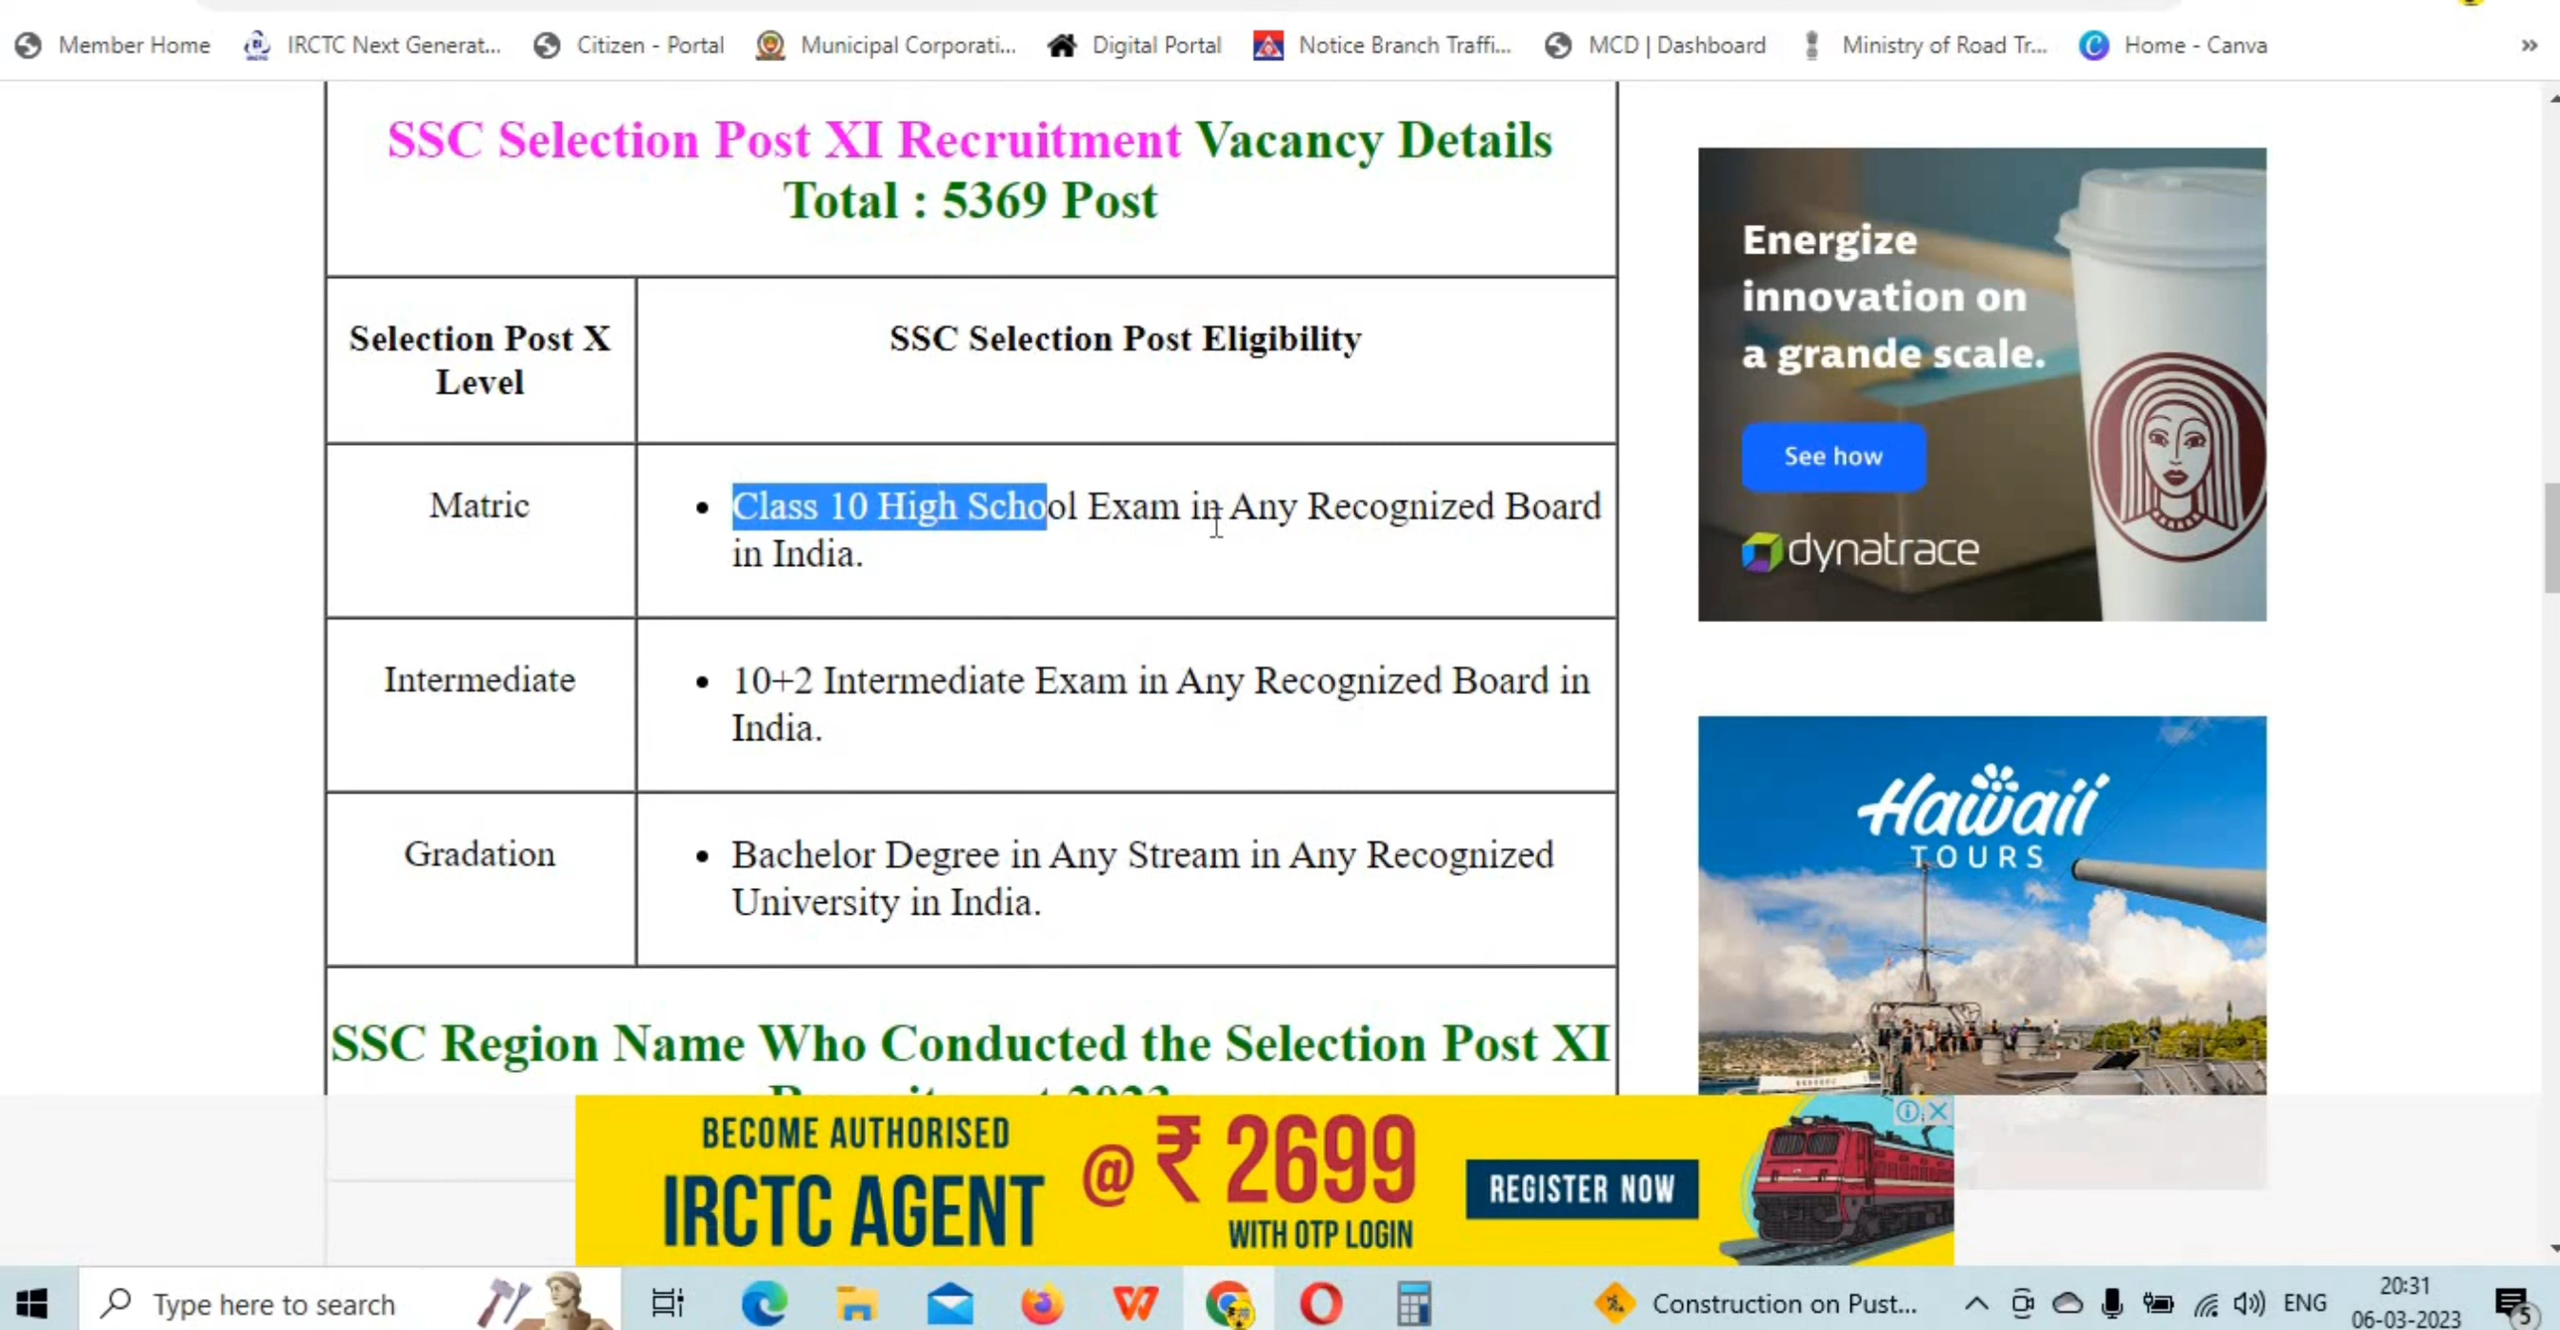 Member Home IRCTC Next Generat... Citizen - Portal Municipal Corporati... Digital Portal Notice Branch Traffi... MCD | Dashboard Ministry of Road Tr... Home - Canva »
SSC Selection Post XI Recruitment Vacancy Details
Total : 5369 Post
Selection Post X
Level
SSC Selection Post Eligibility
Matric
• Class 10 High School Exam in Any Recognized Board
in India.
Intermediate
• 10+2 Intermediate Exam in Any Recognized Board in
India.
Gradation
• Bachelor Degree in Any Stream in Any Recognized
University in India.
SSC Region Name Who Conducted the Selection Post XI
Energize
innovation on
a grande scale.
See how
dynatrace
Hawaii
TOURS
BECOME AUTHORISED
IRCTC AGENT
@ ₹ 2699
WITH OTP LOGIN
REGISTER NOW
Type here to search
Construction on Pust...
ENG
20:31
06-03-2023
5